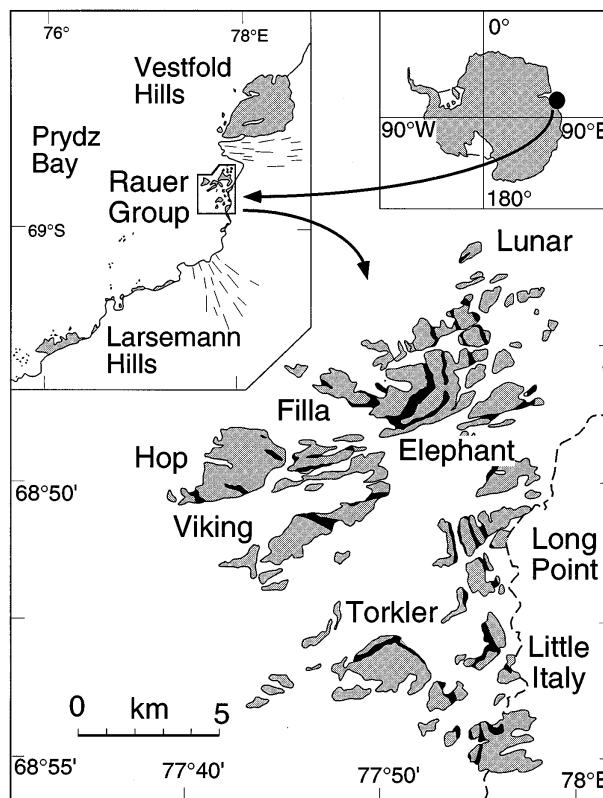 76°
78°E
Vestfold
Hills
Prydz
Bay
Rauer
Group
69°S
Larsemann
Hills
0°
90°W
90°E
180°
Lunar
Filla
Elephant
Hop
68°50'
Viking
Long
Point
Torkler
Little
Italy
0 km 5
68°55'
77°40'
77°50'
78°E